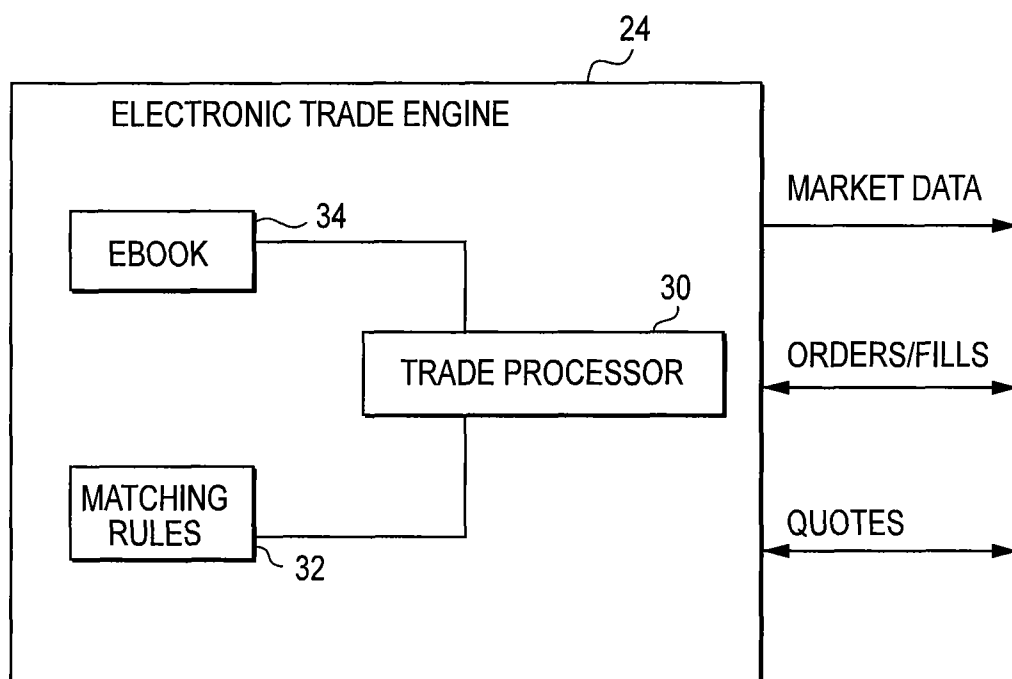 24
ELECTRONIC TRADE ENGINE
MARKET DATA
34
EBOOK
30
ORDERS/FILLS
TRADE PROCESSOR
MATCHING
RULES
QUOTES
32